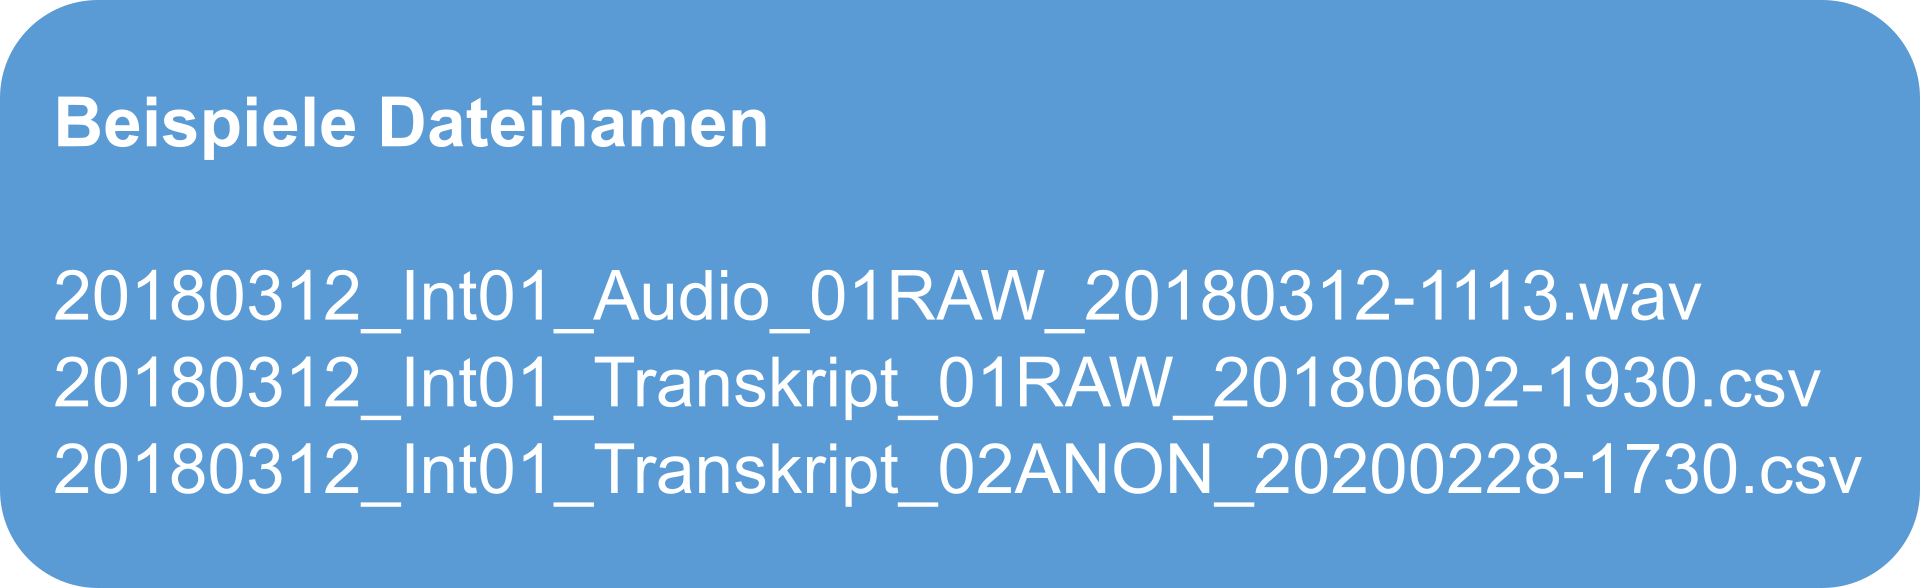 Beispiele Dateinamen
20180312_Int01_Audio_01RAW_20180312-1113.wav
20180312_Int01_Transkript_01RAW_20180602-1930.csv
20180312_Int01_Transkript_02ANON_20200228-1730.csv